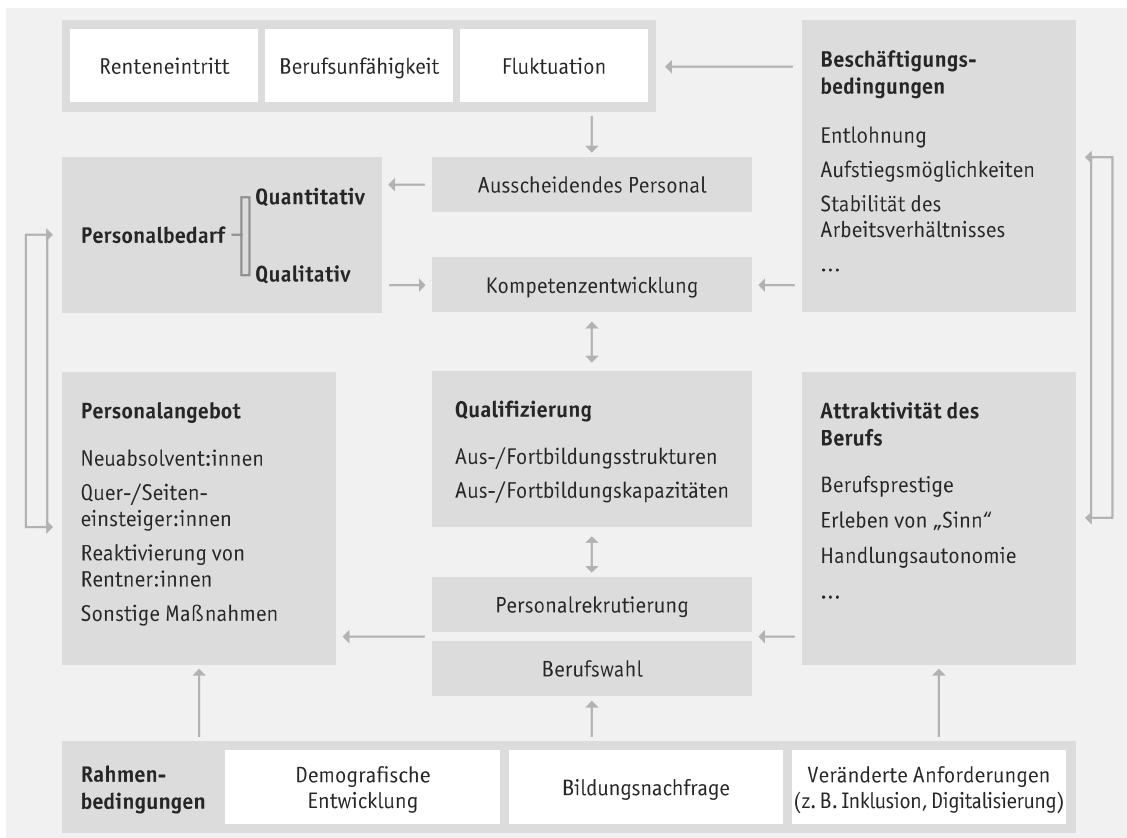 Renteneintritt
Berufsunfähigkeit
Fluktuation
Beschäftigungs-
bedingungen
Entlohnung
Aufstiegsmöglichkeiten
Stabilität des
Arbeitsverhältnisses
...
Ausscheidendes Personal
Personalbedarf
Quantitativ
Qualitativ
Kompetenzentwicklung
Personalangebot
Neuabsolvent:innen
Quer-/Seiten-
einsteiger:innen
Reaktivierung von
Rentner:innen
Sonstige Maßnahmen
Qualifizierung
Aus-/Fortbildungsstrukturen
Aus-/Fortbildungskapazitäten
Attraktivität des
Berufs
Berufsprestige
Erleben von „Sinn“
Handlungsautonomie
...
Personalrekrutierung
Berufswahl
Rahmen-
bedingungen
Demografische
Entwicklung
Bildungsnachfrage
Veränderte Anforderungen
(z. B. Inklusion, Digitalisierung)